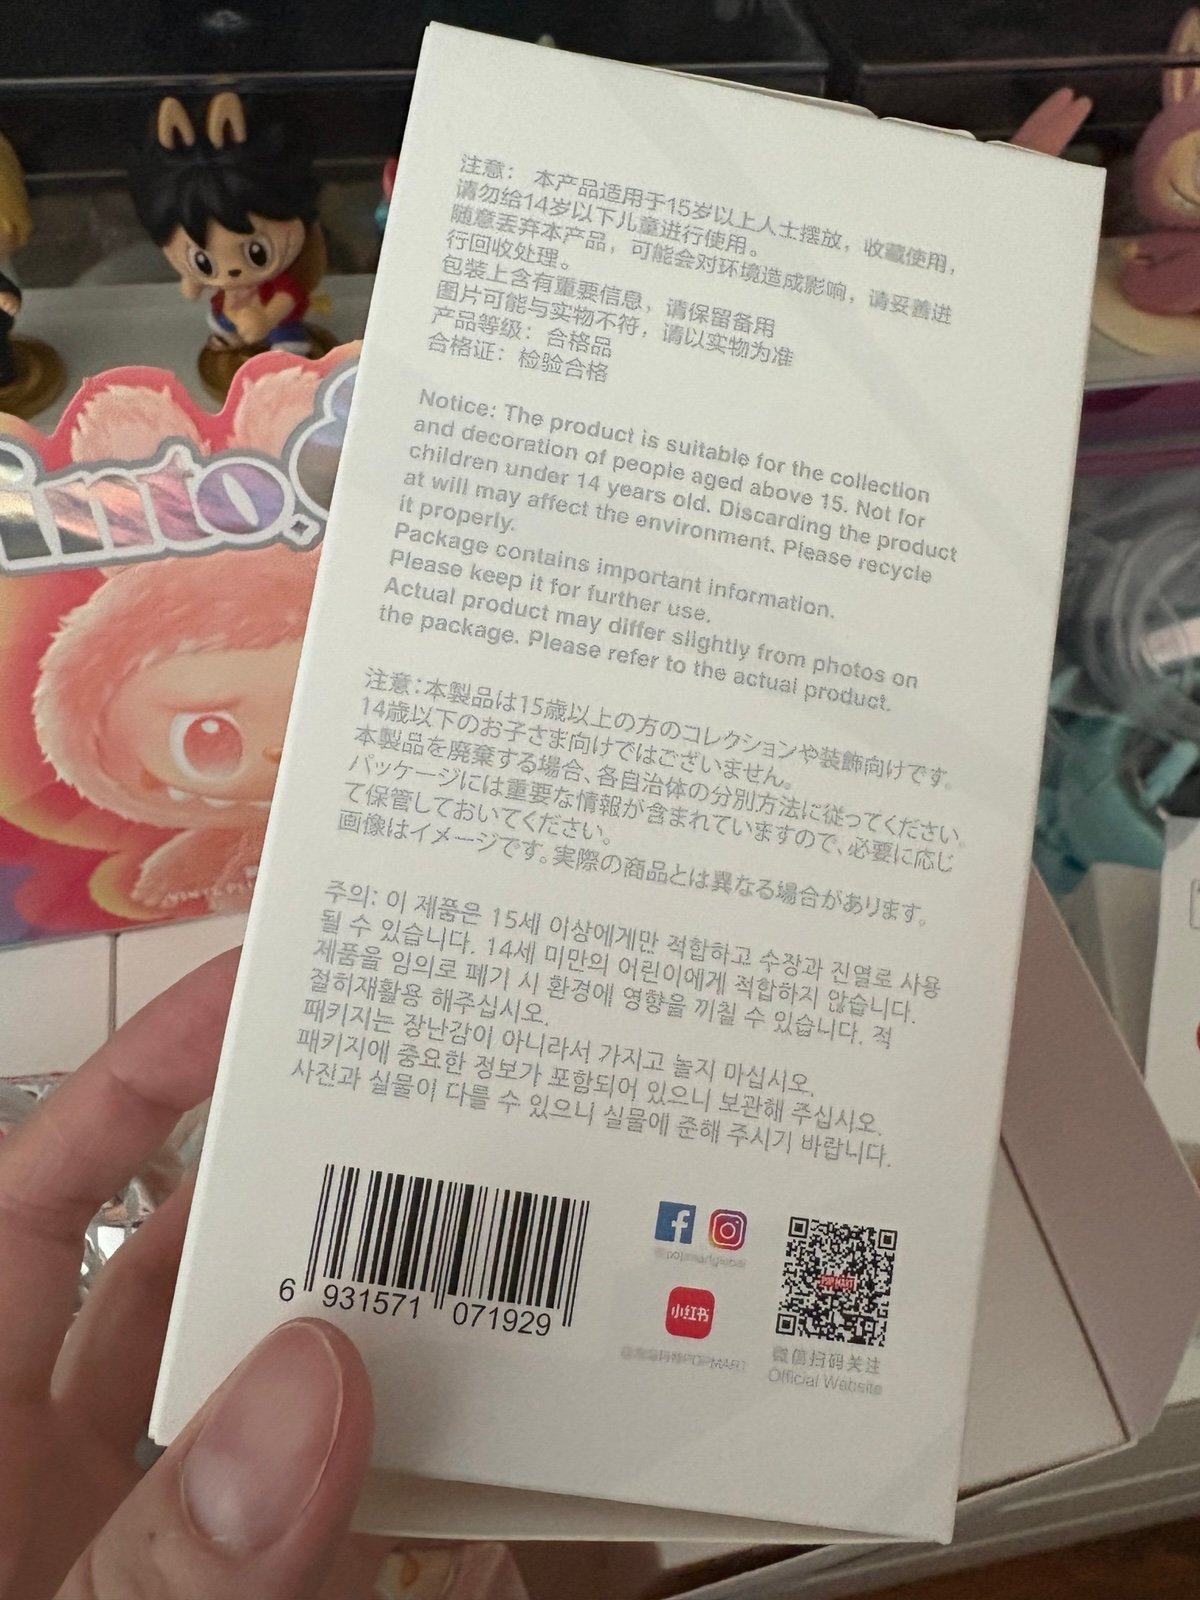 into
注意： 本产品适用于15岁以上人士摆放，收藏使用，
请勿给14岁以下儿童进行使用。
随意丢弃本产品，可能会对环境造成影响，请妥善进
行回收处理。
包装上含有重要信息，请保留备用
图片可能与实物不符，请以实物为准
产品等级：合格品
合格证：检验合格
Notice: The product is suitable for the collection
and decoration of people aged above 15. Not for
children under 14 years old. Discarding the product
at will may affect the environment. Please recycle
it properly.
Package contains important information.
Please keep it for further use.
Actual product may differ slightly from photos on
the package. Please refer to the actual product.
注意:本製品は15歳以上の方のコレクションや装飾向けです。
14歳以下のお子さま向けではございません。
本製品を廃棄する場合、各自治体の分別方法に従ってください。
パッケージには重要な情報が含まれていますので、必要に応じ
て保管しておいてください。
画像はイメージです。実際の商品とは異なる場合があります。
주의: 이 제품은 15세 이상에게만 적합하고 수장과 진열로 사용
될 수 있습니다. 14세 미만의 어린이에게 적합하지 않습니다.
제품을 임의로 폐기 시 환경에 영향을 끼칠 수 있습니다. 적
절히재활용 해주십시오.
패키지는 장난감이 아니라서 가지고 놀지 마십시오.
패키지에 중요한 정보가 포함되어 있으니 보관해 주십시오.
사진과 실물이 다를 수 있으니 실물에 준해 주시기 바랍니다.
6 931571 071929
@popmartglobal
小红书
POPMART
POP MART
微信扫码关注
Official Website